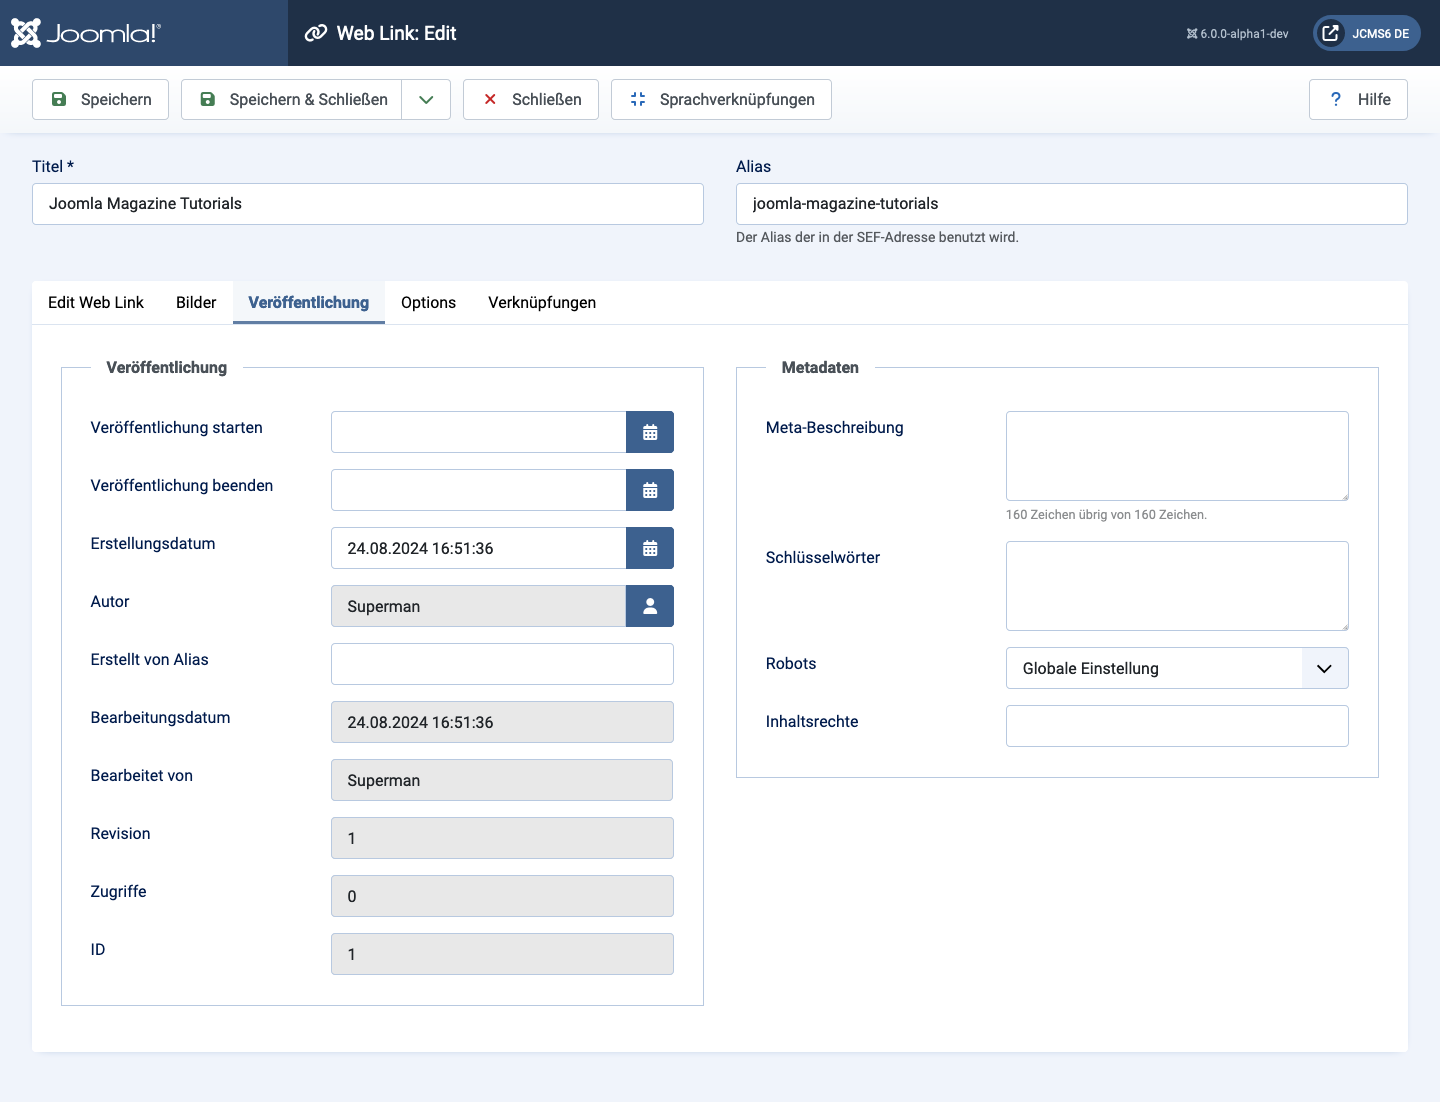 Joomla!®
Web Link: Edit
6.0.0-alpha1-dev
JCMS6 DE
Speichern
Speichern & Schließen
Schließen
Sprachverknüpfungen
? Hilfe
Titel *
Alias
Joomla Magazine Tutorials
joomla-magazine-tutorials
Der Alias der in der SEF-Adresse benutzt wird.
Edit Web Link
Bilder
Veröffentlichung
Options
Verknüpfungen
Veröffentlichung
Veröffentlichung starten
Veröffentlichung beenden
Erstellungsdatum
24.08.2024 16:51:36
Autor
Superman
Erstellt von Alias
Bearbeitungsdatum
24.08.2024 16:51:36
Bearbeitet von
Superman
Revision
1
Zugriffe
0
ID
1
Metadaten
Meta-Beschreibung
160 Zeichen übrig von 160 Zeichen.
Schlüsselwörter
Robots
Globale Einstellung
Inhaltsrechte